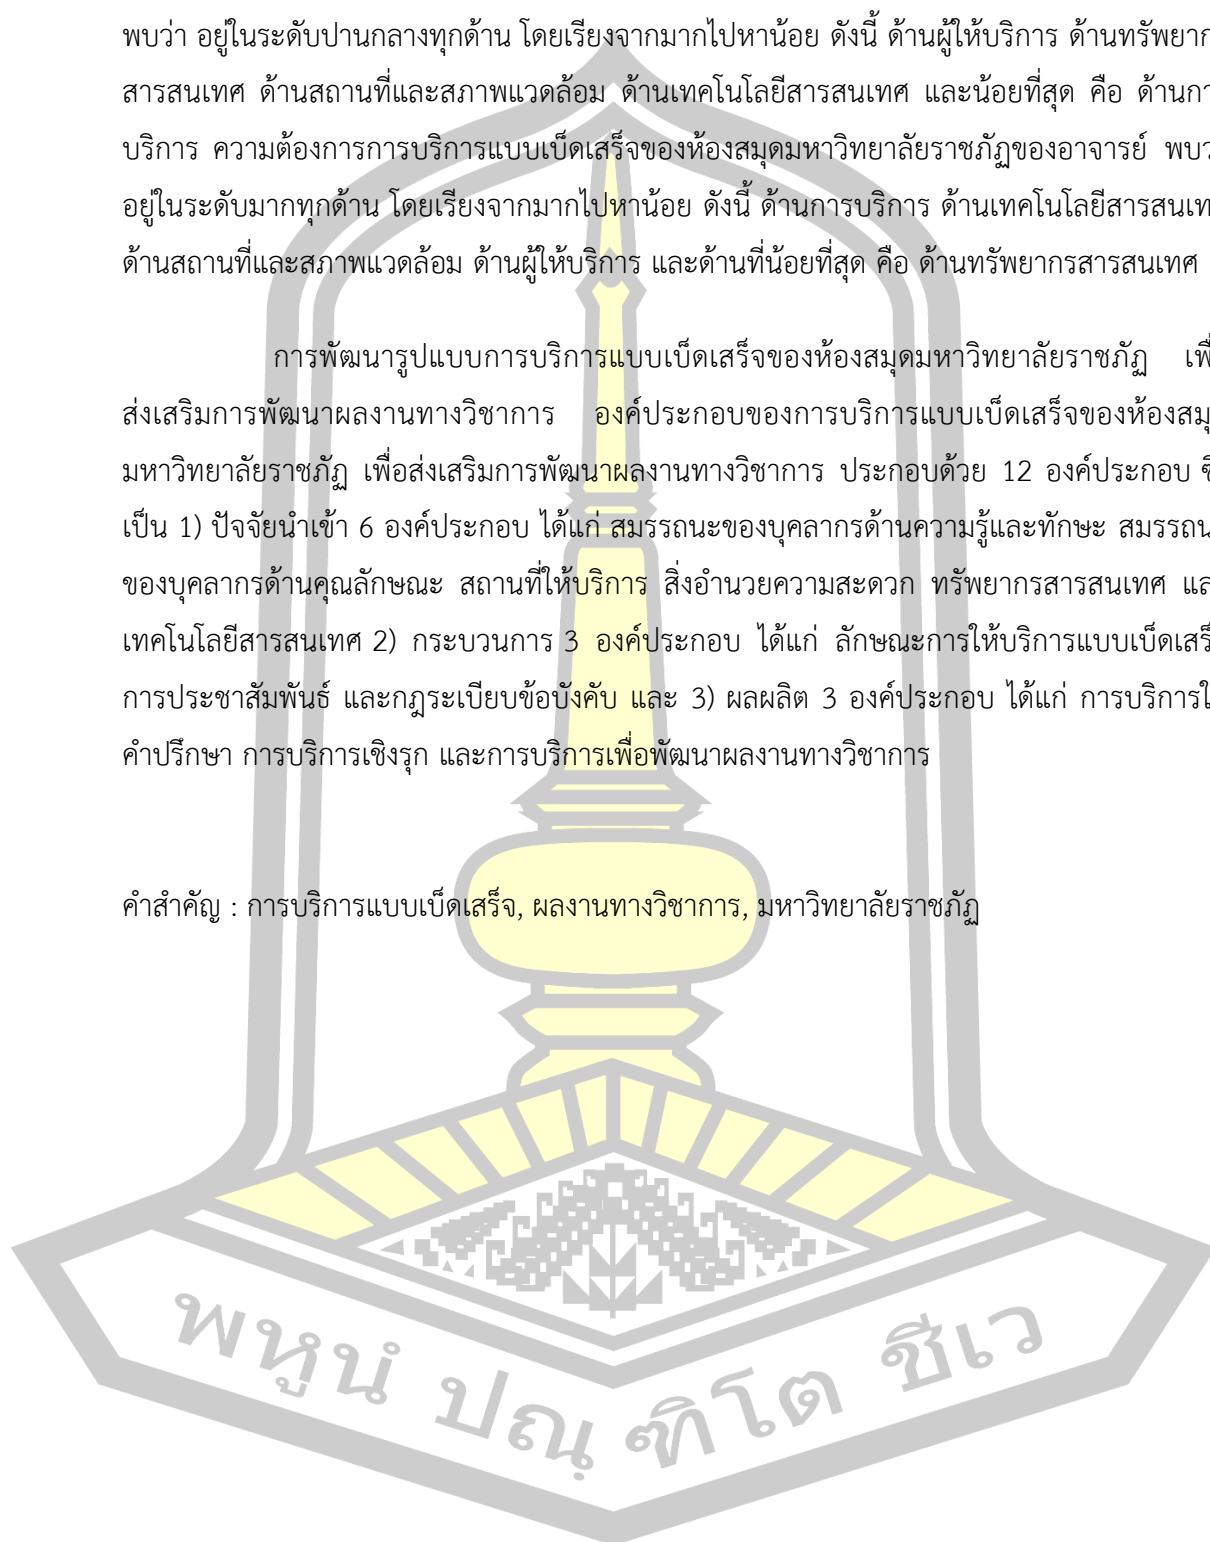 พบว่า อยู่ในระดับปานกลางทุกด้าน โดยเรียงจากมากไปหาน้อย ดังนี้ ด้านผู้ให้บริการ ด้านทรัพยาก
สารสนเทศ ด้านสถานที่และสภาพแวดล้อม ด้านเทคโนโลยีสารสนเทศ และน้อยที่สุด คือ ด้านกา
บริการ ความต้องการการบริการแบบเบ็ดเสร็จของห้องสมุดมหาวิทยาลัยราชภัฏของอาจารย์ พบว
อยู่ในระดับมากทุกด้าน โดยเรียงจากมากไปหาน้อย ดังนี้ ด้านการบริการ ด้านเทคโนโลยีสารสนเท
ด้านสถานที่และสภาพแวดล้อม ด้านผู้ให้บริการ และด้านที่น้อยที่สุด คือ ด้านทรัพยากรสารสนเทศ
การพัฒนารูปแบบการบริการแบบเบ็ดเสร็จของห้องสมุดมหาวิทยาลัยราชภัฏ เพื่
ส่งเสริมการพัฒนาผลงานทางวิชาการ องค์ประกอบของการบริการแบบเบ็ดเสร็จของห้องสมุ
มหาวิทยาลัยราชภัฏ เพื่อส่งเสริมการพัฒนาผลงานทางวิชาการ ประกอบด้วย 12 องค์ประกอบ ซึ
เป็น 1) ปัจจัยนำเข้า 6 องค์ประกอบ ได้แก่ สมรรถนะของบุคลากรด้านความรู้และทักษะ สมรรถน
ของบุคลากรด้านคุณลักษณะ สถานที่ให้บริการ สิ่งอำนวยความสะดวก ทรัพยากรสารสนเทศ แล
เทคโนโลยีสารสนเทศ 2) กระบวนการ 3 องค์ประกอบ ได้แก่ ลักษณะการให้บริการแบบเบ็ดเสร็
การประชาสัมพันธ์ และกฎระเบียบข้อบังคับ และ 3) ผลผลิต 3 องค์ประกอบ ได้แก่ การบริการให
คำปรึกษา การบริการเชิงรุก และการบริการเพื่อพัฒนาผลงานทางวิชาการ
คำสำคัญ : การบริการแบบเบ็ดเสร็จ, ผลงานทางวิชาการ, มหาวิทยาลัยราชภัฏ
พหูนํ ปณฺฑิโต ชีเว